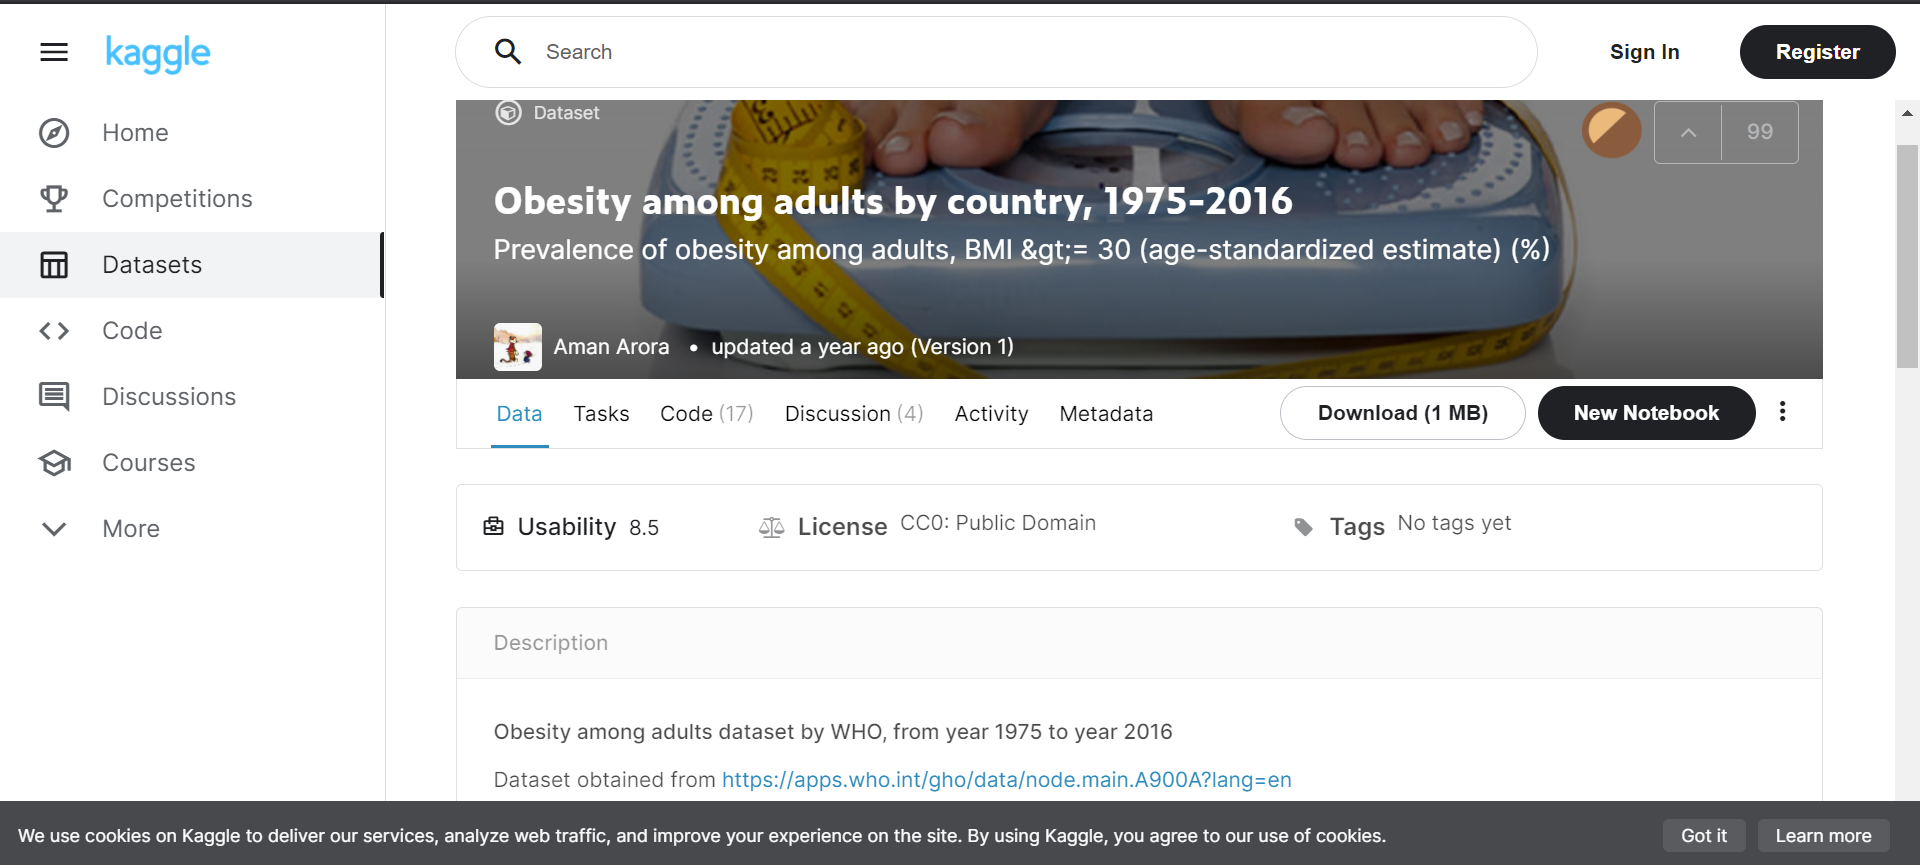 kaggle
Search
Sign In
Register
Home
Competitions
Datasets
Code
Discussions
Courses
More
Dataset
99
Obesity among adults by country, 1975-2016
Prevalence of obesity among adults, BMI &gt;= 30 (age-standardized estimate) (%)
Aman Arora • updated a year ago (Version 1)
Data Tasks Code (17) Discussion (4) Activity Metadata
Download (1 MB)
New Notebook
Usability 8.5
License CC0: Public Domain
Tags No tags yet
Description
Obesity among adults dataset by WHO, from year 1975 to year 2016
Dataset obtained from https://apps.who.int/gho/data/node.main.A900A?lang=en
We use cookies on Kaggle to deliver our services, analyze web traffic, and improve your experience on the site. By using Kaggle, you agree to our use of cookies.
Got it
Learn more